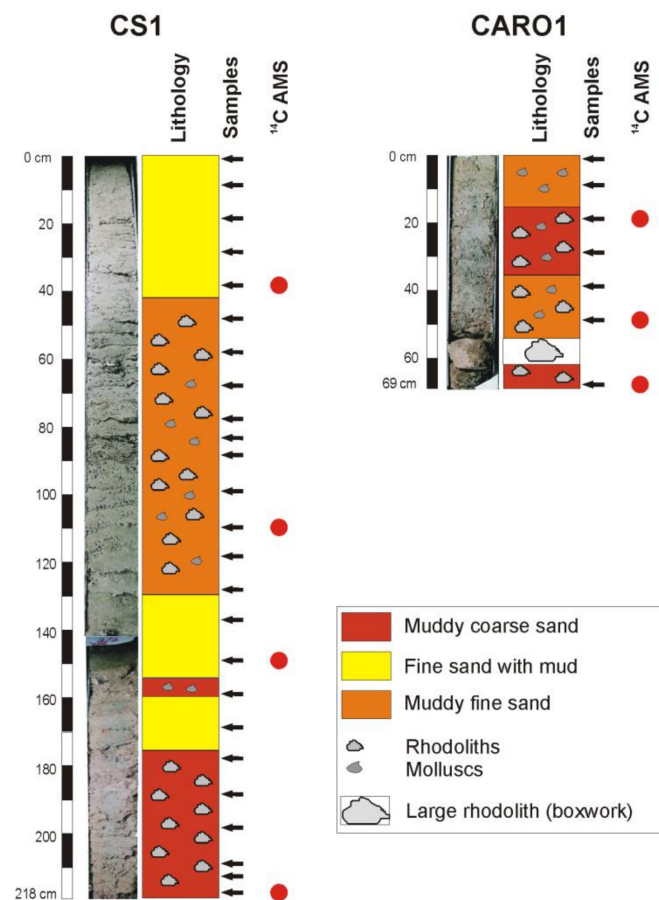 CS1
CARO1
Lithology
Samples
¹⁴C AMS
Lithology
Samples
¹⁴C AMS
0 cm
20
40
60
80
100
120
140
160
180
200
218 cm
0 cm
20
40
60
69 cm
Muddy coarse sand
Fine sand with mud
Muddy fine sand
Rhodoliths
Molluscs
Large rhodolith (boxwork)